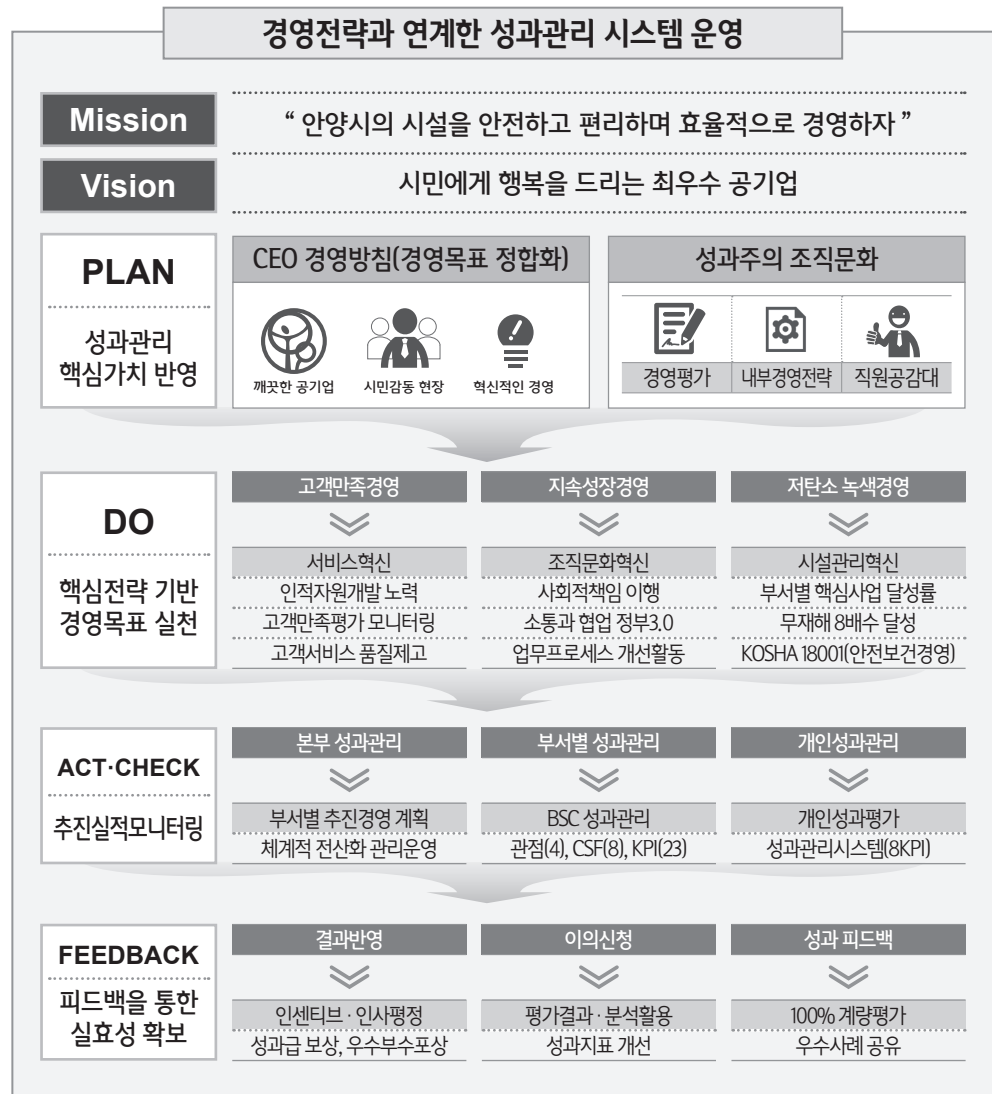 경영전략과 연계한 성과관리 시스템 운영
Mission
“ 안양시의 시설을 안전하고 편리하며 효율적으로 경영하자 ”
Vision
시민에게 행복을 드리는 최우수 공기업
PLAN
성과관리
핵심가치 반영
CEO 경영방침(경영목표 정합화)
깨끗한 공기업
시민감동 현장
혁신적인 경영
성과주의 조직문화
경영평가
내부경영전략
직원공감대
DO
핵심전략 기반
경영목표 실천
고객만족경영
서비스혁신
인적자원개발 노력
고객만족평가 모니터링
고객서비스 품질제고
지속성장경영
조직문화혁신
사회적책임 이행
소통과 협업 정부3.0
업무프로세스 개선활동
저탄소 녹색경영
시설관리혁신
부서별 핵심사업 달성률
무재해 8배수 달성
KOSHA 18001(안전보건경영)
ACT·CHECK
추진실적모니터링
본부 성과관리
부서별 추진경영 계획
체계적 전산화 관리운영
부서별 성과관리
BSC 성과관리
관점(4), CSF(8), KPI(23)
개인성과관리
개인성과평가
성과관리시스템(8KPI)
FEEDBACK
피드백을 통한
실효성 확보
결과반영
인센티브 · 인사평정
성과급 보상, 우수부수포상
이의신청
평가결과 · 분석활용
성과지표 개선
성과 피드백
100% 계량평가
우수사례 공유